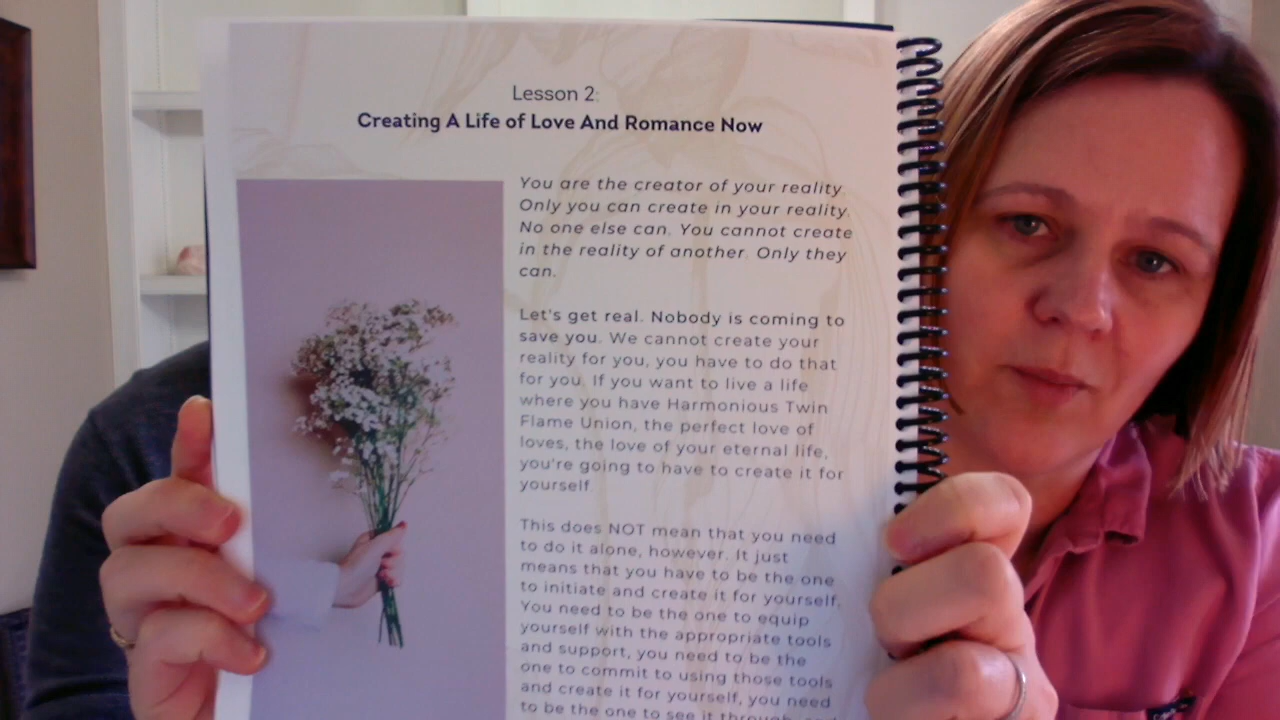 Lesson 2:
Creating A Life of Love And Romance Now
You are the creator of your reality.
Only you can create in your reality.
No one else can. You cannot create
in the reality of another. Only they
can.
Let's get real. Nobody is coming to
save you. We cannot create your
reality for you, you have to do that
for you. If you want to live a life
where you have Harmonious Twin
Flame Union, the perfect love of
loves, the love of your eternal life,
you're going to have to create it for
yourself
This does NOT mean that you need
to do it alone, however. It just
means that you have to be the one
to initiate and create it for yourself.
You need to be the one to equip
yourself with the appropriate tools
and support, you need to be the
one to commit to using those tools
and create it for yourself, you need
to be the one to see it through, and